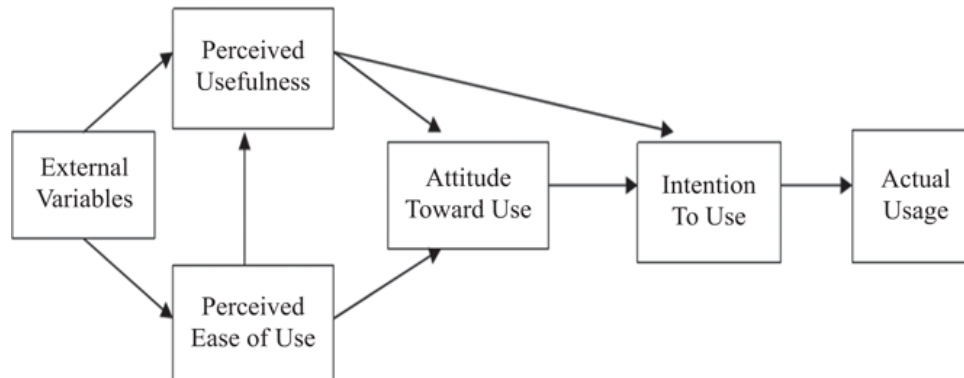 Perceived
Usefulness
External
Variables
Attitude
Toward Use
Intention
To Use
Actual
Usage
Perceived
Ease of Use